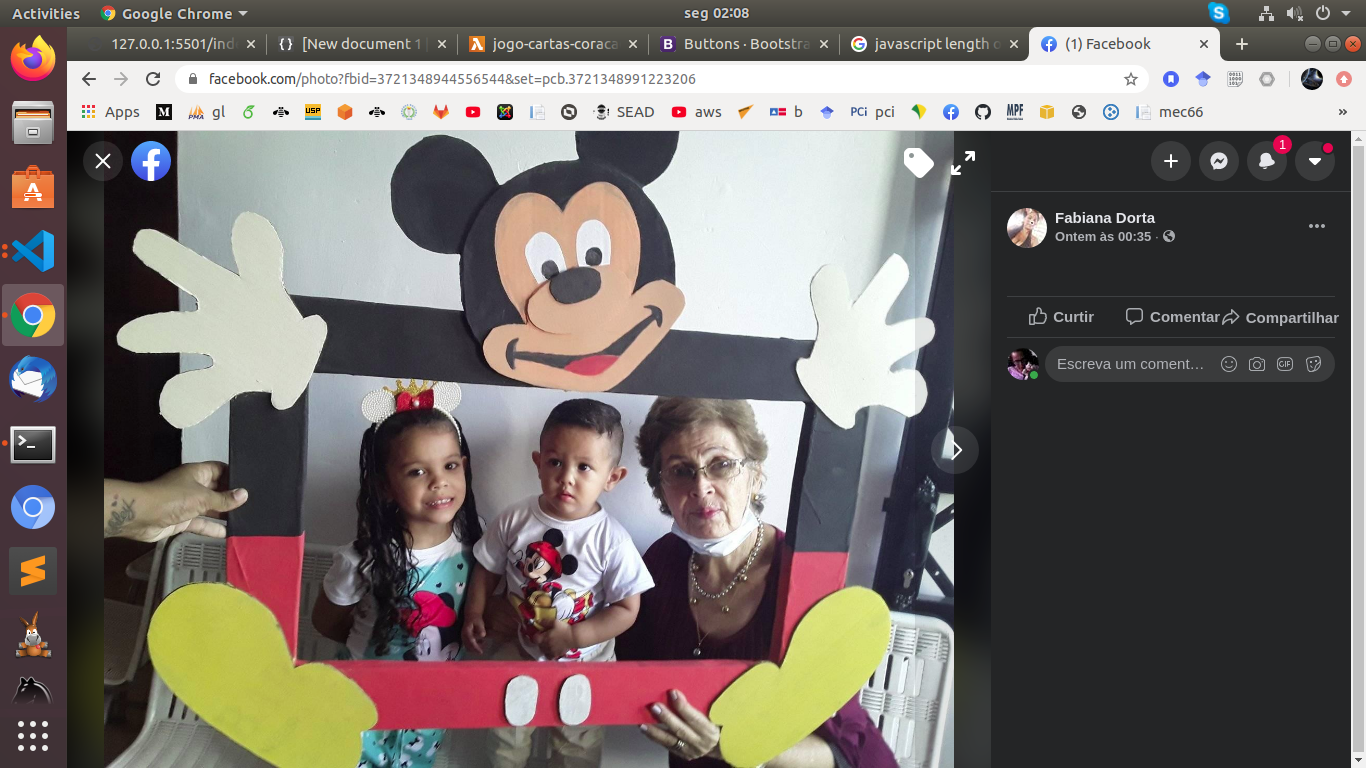 Activities
Google Chrome
seg 02:08
127.0.0.1:5501/ind
[New document 1
jogo-cartas-coraca
Buttons · Bootstra
javascript length o
(1) Facebook
facebook.com/photo?fbid=3721348944556544&set=pcb.3721348991223206
Apps
gl
SEAD
aws
b
PCi pci
MPF
mec66
»
1
Fabiana Dorta
Ontem às 00:35 ·
Curtir
Comentar
Compartilhar
Escreva um coment…
GIF